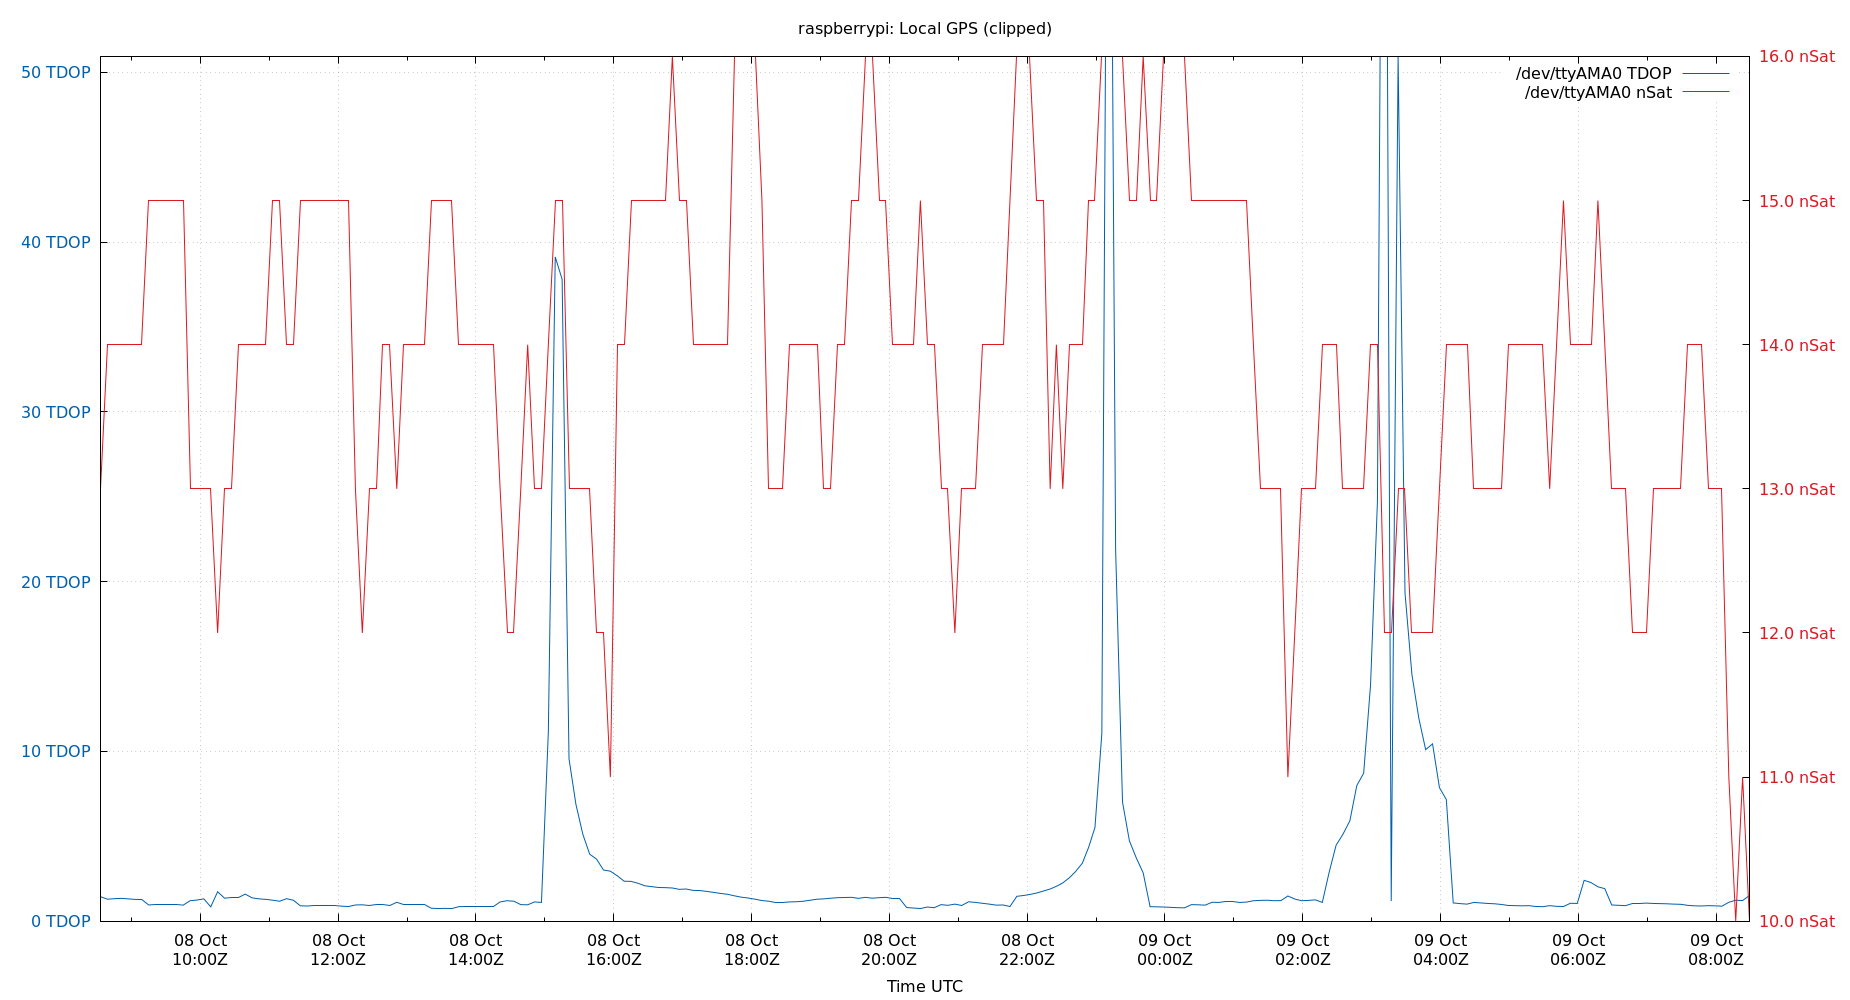 raspberrypi: Local GPS (clipped)
50 TDOP
40 TDOP
30 TDOP
20 TDOP
10 TDOP
0 TDOP
16.0 nSat
15.0 nSat
14.0 nSat
13.0 nSat
12.0 nSat
11.0 nSat
10.0 nSat
/dev/ttyAMA0 TDOP
/dev/ttyAMA0 nSat
08 Oct
10:00Z
08 Oct
12:00Z
08 Oct
14:00Z
08 Oct
16:00Z
08 Oct
18:00Z
08 Oct
20:00Z
08 Oct
22:00Z
09 Oct
00:00Z
09 Oct
02:00Z
09 Oct
04:00Z
09 Oct
06:00Z
09 Oct
08:00Z
Time UTC